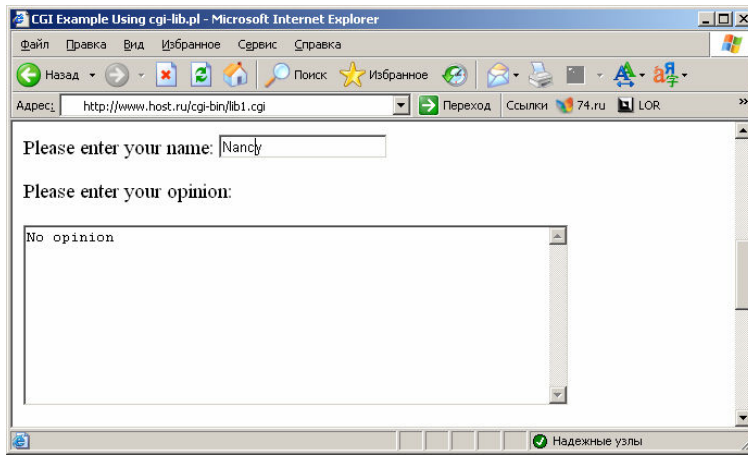 CGI Example Using cgi-lib.pl - Microsoft Internet Explorer
Файл Правка Вид Избранное Сервис Справка
Назад Поиск Избранное
Адрес: http://www.host.ru/cgi-bin/lib1.cgi Переход Ссылки 74.ru LOR »
Please enter your name: Nancy
Please enter your opinion:
No opinion
Надежные узлы